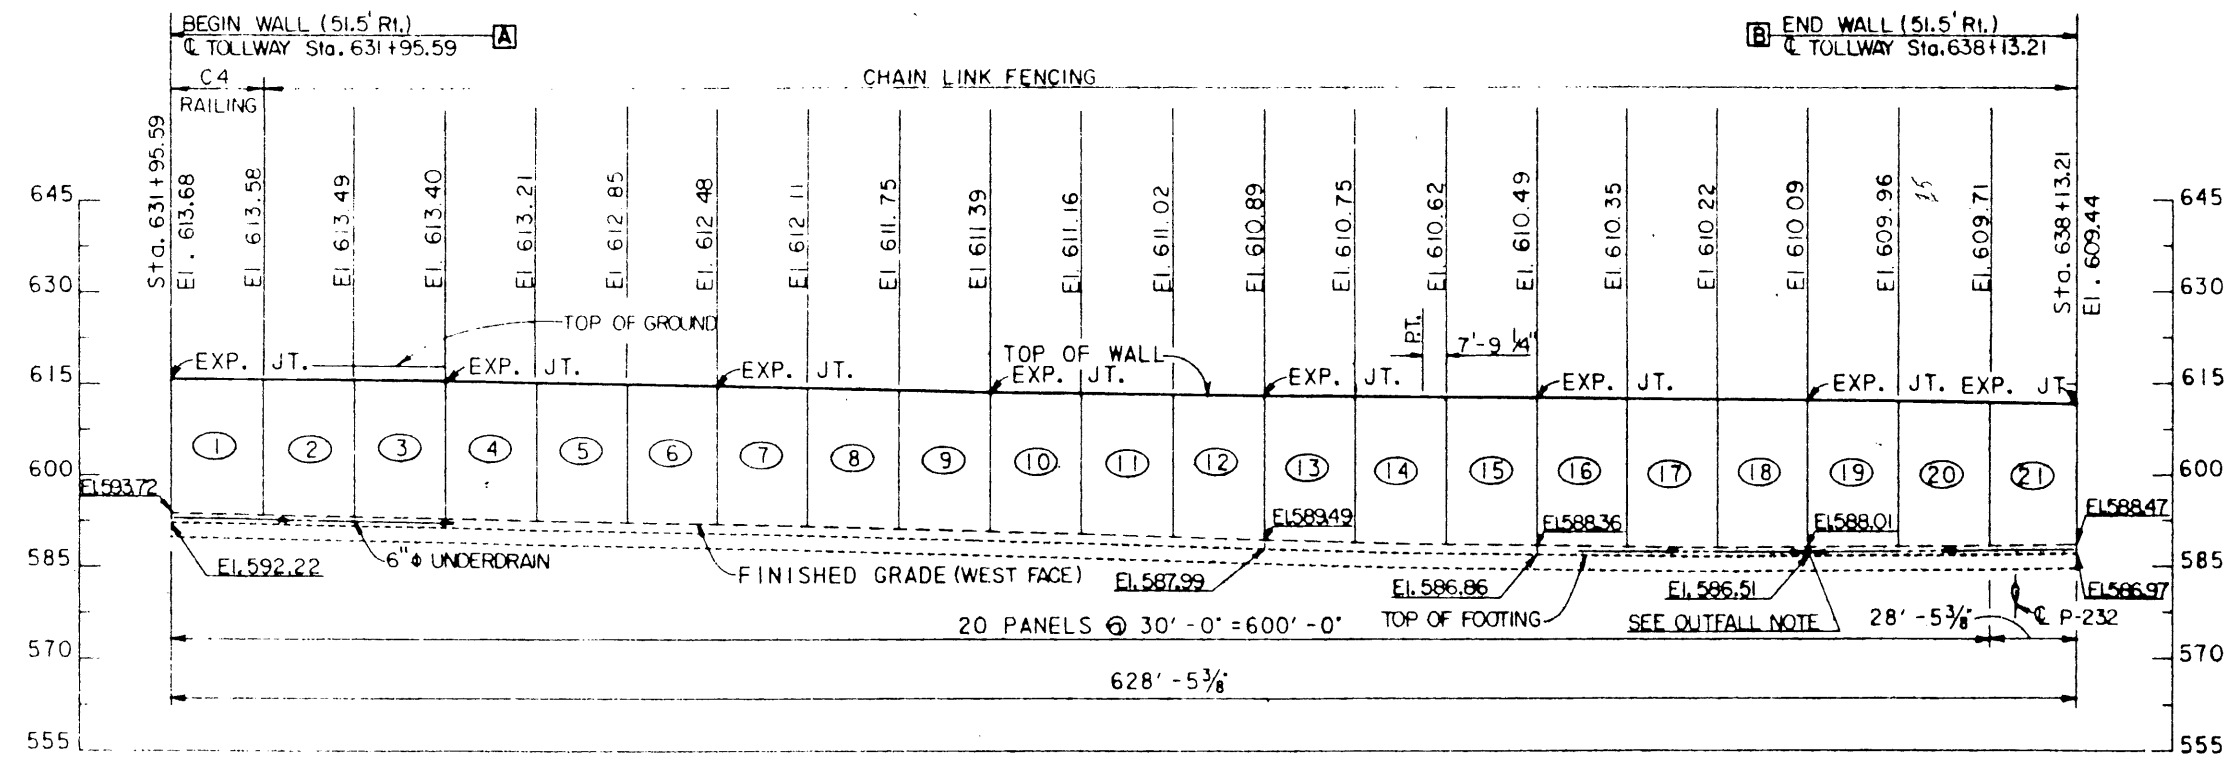 BEGIN WALL (51.5' Rt.)
℄ TOLLWAY Sta. 631+95.59
A
B
END WALL (51.5' Rt.)
℄ TOLLWAY Sta. 638+13.21
C4
RAILING
CHAIN LINK FENCING
Sta. 631+95.59
El. 613.68
El. 613.58
El. 613.49
El. 613.40
El. 613.21
El. 612.85
El. 612.48
El. 612.11
El. 611.75
El. 611.39
El. 611.16
El. 611.02
El. 610.89
El. 610.75
El. 610.62
El. 610.49
El. 610.35
El. 610.22
El. 610.09
El. 609.96
El. 609.71
Sta. 638+13.21
El. 609.44
645
645
630
630
TOP OF GROUND
P.T.
7'-9 1/4"
615
EXP. JT.
EXP. JT.
EXP. JT.
TOP OF WALL
EXP. JT.
EXP. JT.
EXP. JT.
EXP. JT.
EXP. JT.
615
1
2
3
4
5
6
7
8
9
10
11
12
13
14
15
16
17
18
19
20
21
600
600
El.593.72
El.589.49
El.588.36
El.588.01
El.588.47
585
El.592.22
6"ϕ UNDERDRAIN
FINISHED GRADE (WEST FACE)
El.587.99
El.586.86
El.586.51
El.586.97
585
TOP OF FOOTING
SEE OUTFALL NOTE
℄ P-232
20 PANELS @ 30'-0" = 600'-0"
28'-5 3/8"
570
570
628'-5 3/8"
555
555